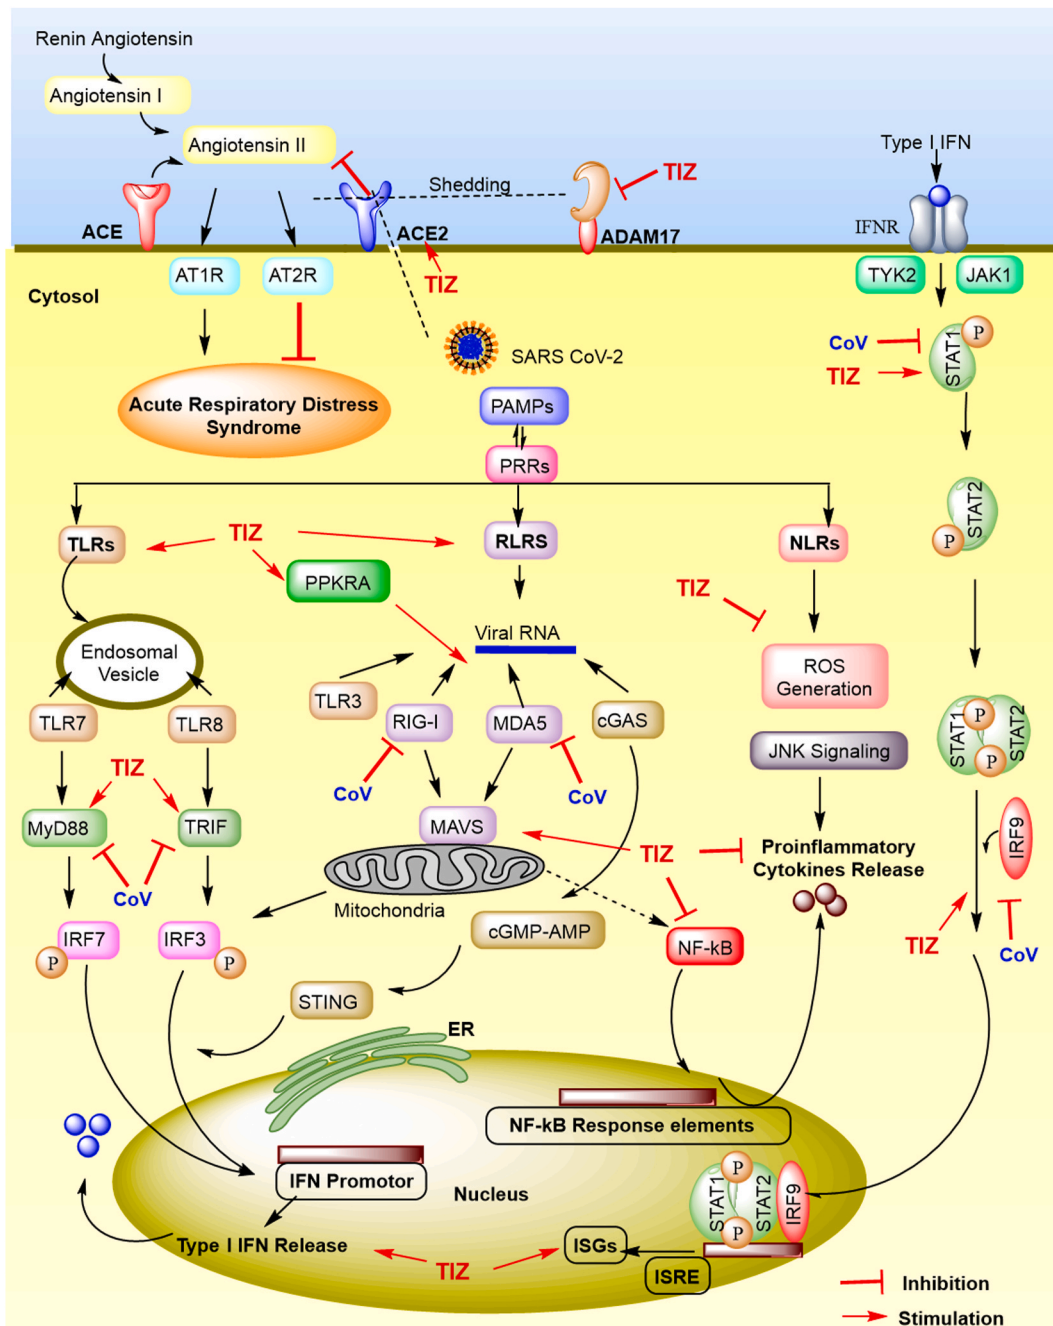 Renin Angiotensin
Angiotensin I
Angiotensin II
Type I IFN
Shedding
TIZ
ACE
ACE2
ADAM17
IFNR
TIZ
AT1R
AT2R
TYK2
JAK1
Cytosol
P
CoV
STAT1
TIZ
SARS CoV-2
Acute Respiratory Distress
Syndrome
PAMPs
PRRs
STAT2
P
TLRs
TIZ
RLRS
NLRs
PPKRA
TIZ
Viral RNA
Endosomal
Vesicle
ROS
Generation
TLR3
TLR7
TLR8
RIG-I
MDA5
cGAS
STAT1
P
STAT2
P
JNK Signaling
TIZ
CoV
CoV
MyD88
TRIF
MAVS
IRF9
TIZ
Proinflammatory
Cytokines Release
CoV
Mitochondria
IRF7
P
IRF3
P
cGMP-AMP
NF-kB
TIZ
CoV
STING
ER
NF-kB Response elements
IFN Promotor
Nucleus
STAT1
P
STAT2
P
IRF9
Type I IFN Release
TIZ
ISGs
ISRE
Inhibition
Stimulation